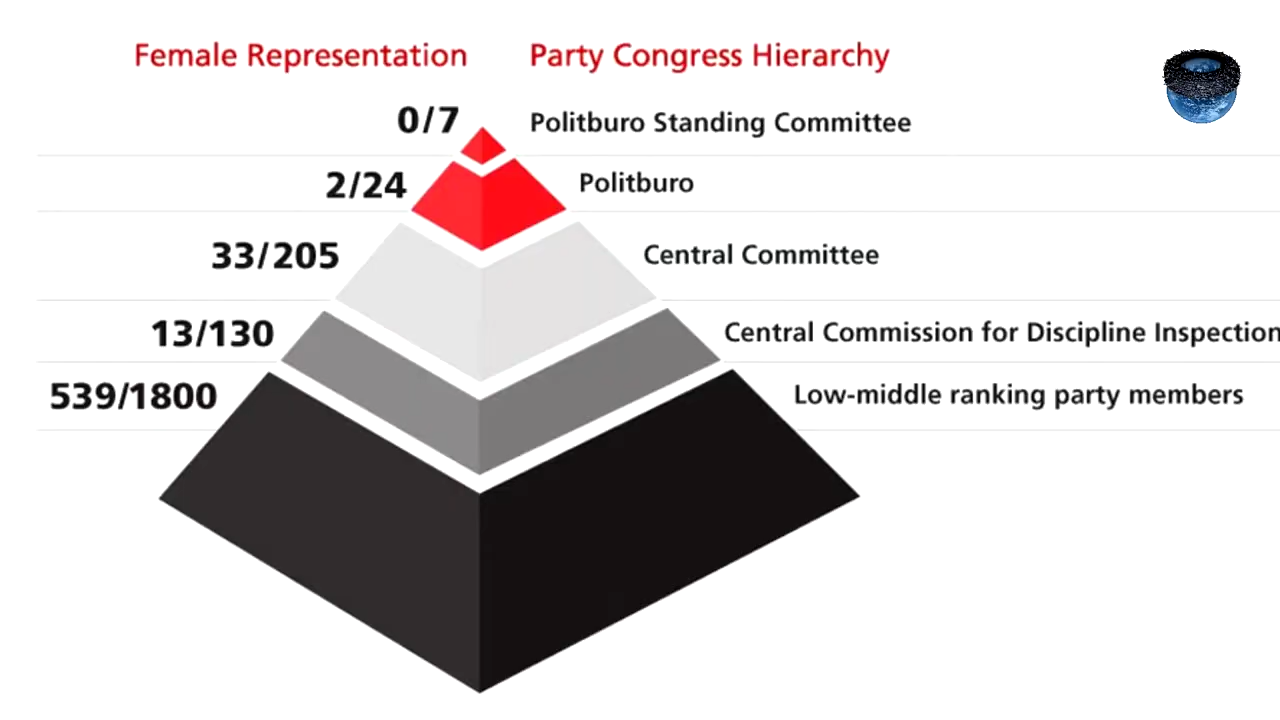 Female Representation Party Congress Hierarchy
0/7 Politburo Standing Committee
2/24 Politburo
33/205 Central Committee
13/130 Central Commission for Discipline Inspection
539/1800 Low-middle ranking party members